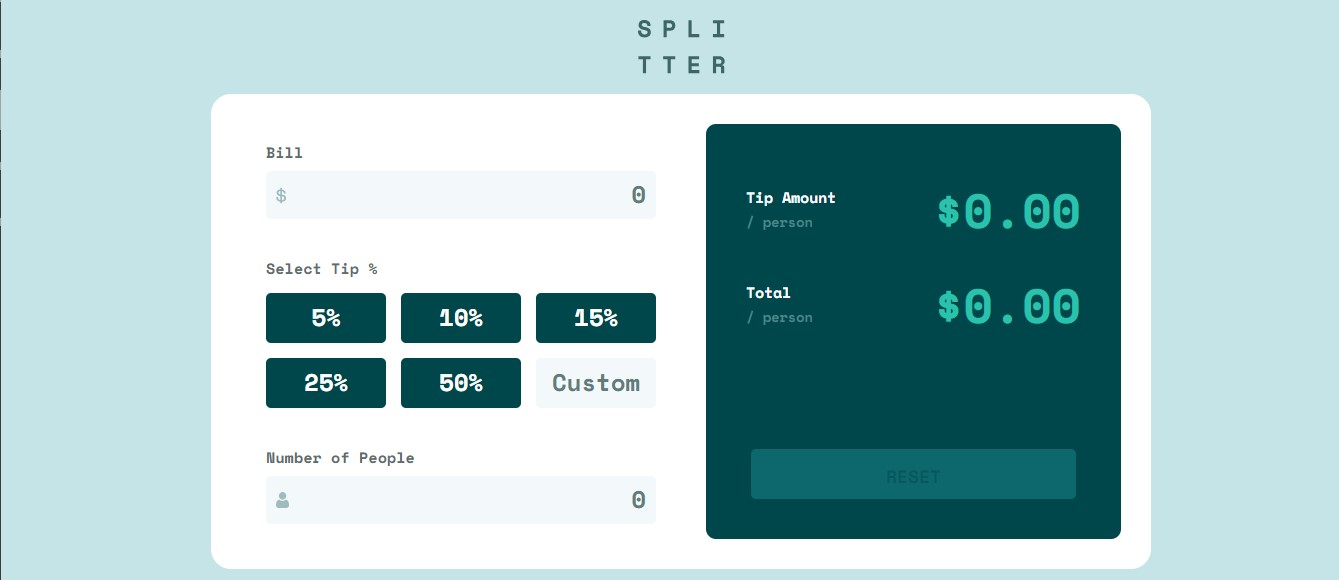 SPLI
TTER
Bill
$ 0
Select Tip %
5% 10% 15%
25% 50% Custom
Number of People
0
Tip Amount
/ person
$0.00
Total
/ person
$0.00
RESET